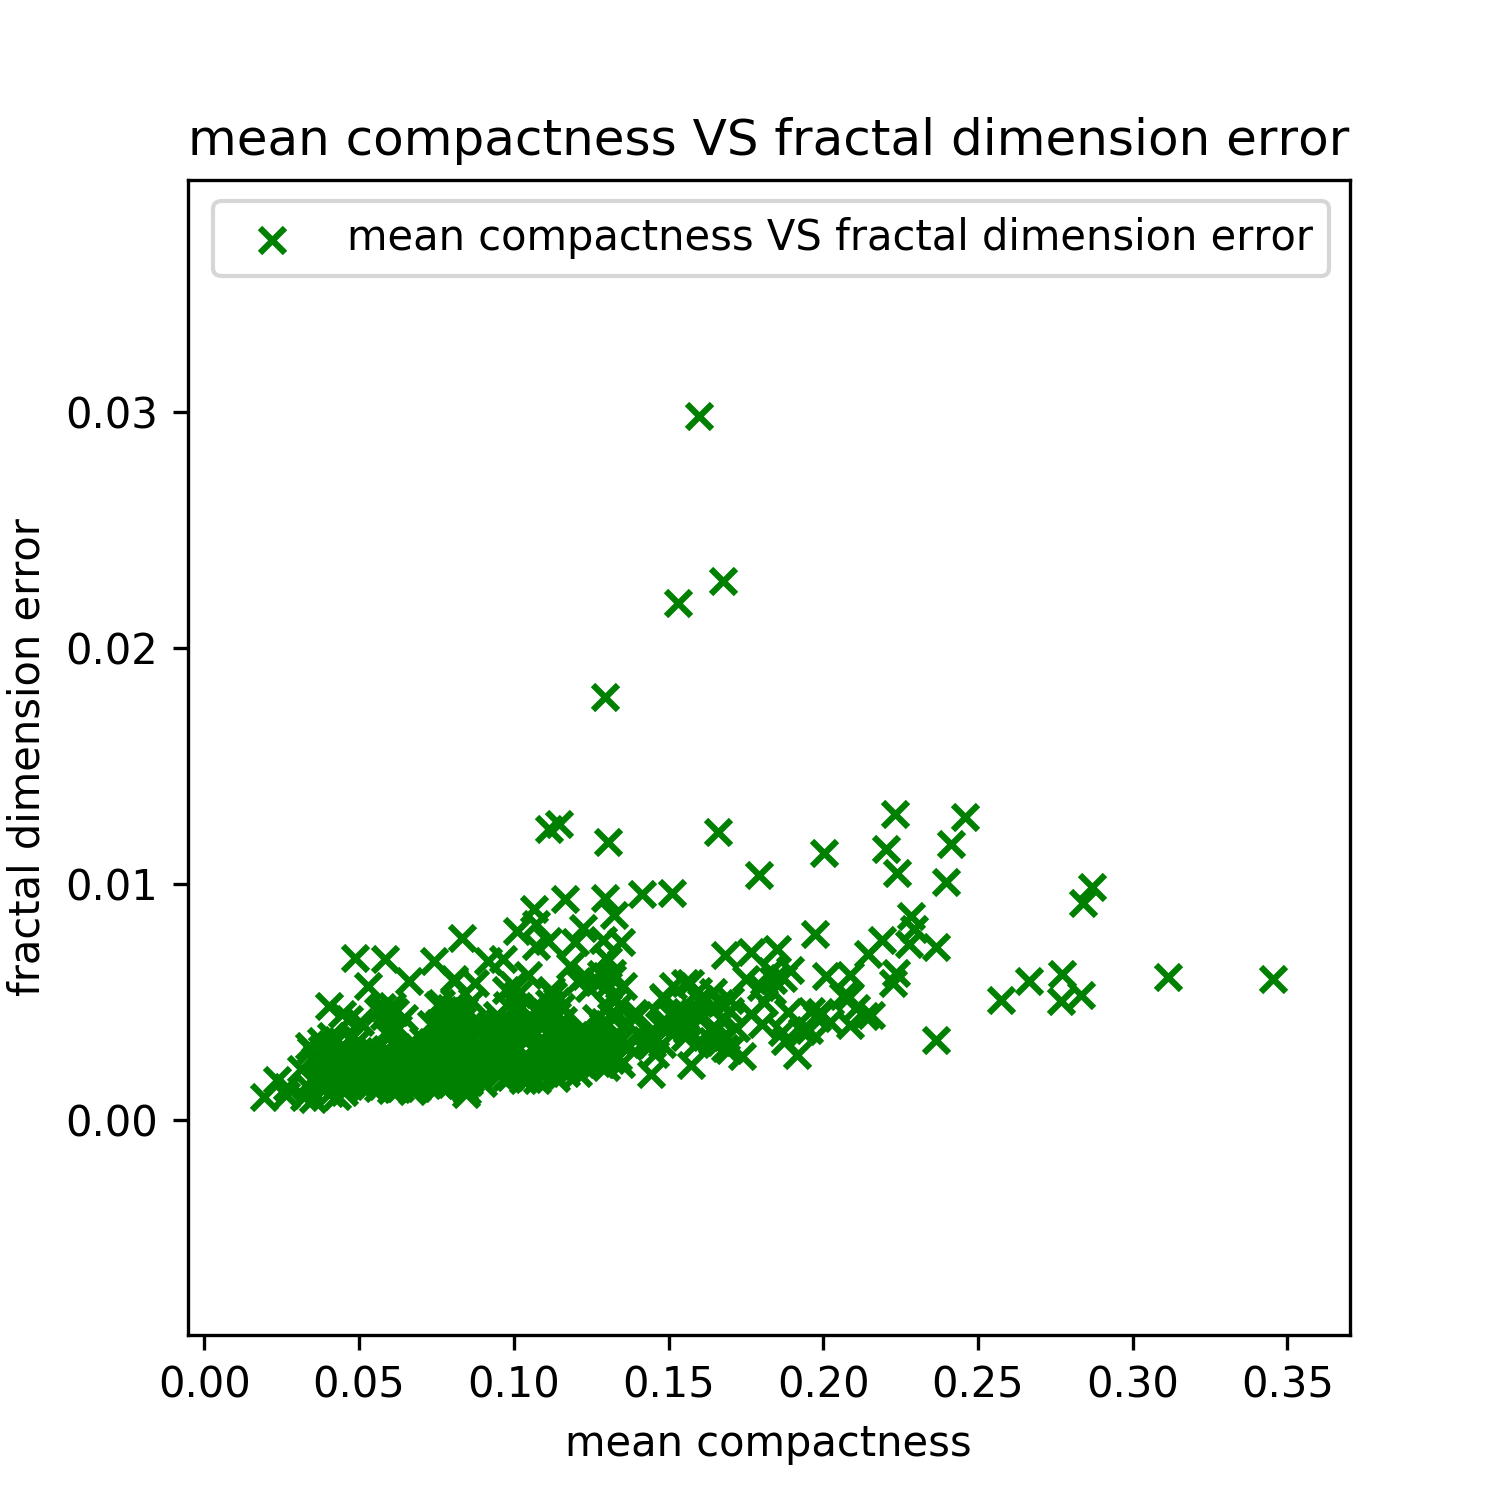 mean compactness VS fractal dimension error
mean compactness VS fractal dimension error
fractal dimension error
0.03
0.02
0.01
0.00
0.00 0.05 0.10 0.15 0.20 0.25 0.30 0.35
mean compactness